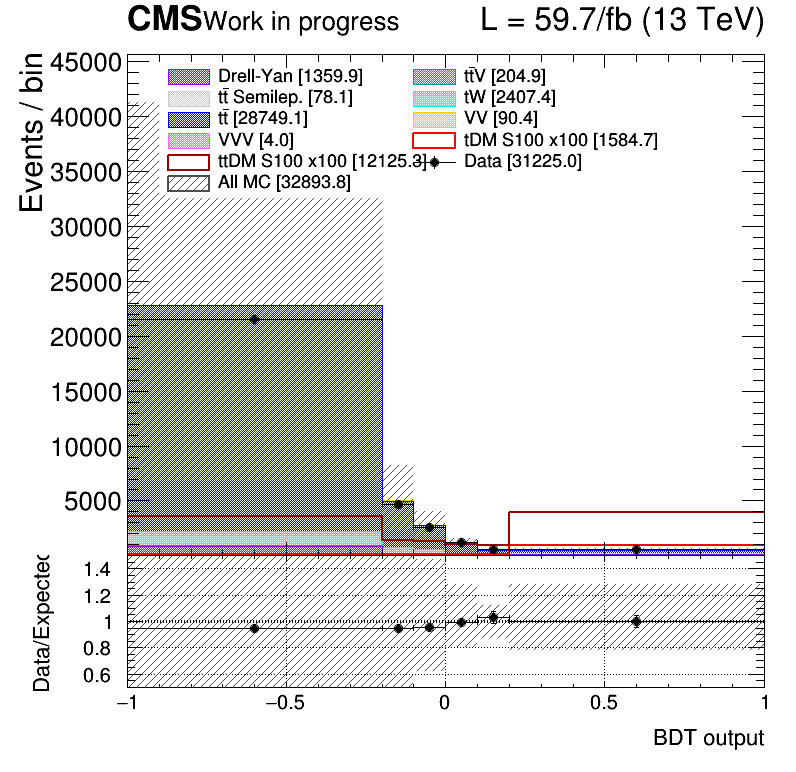 CMS Work in progress L = 59.7/fb (13 TeV)
Events / bin
45000
40000
35000
30000
25000
20000
15000
10000
5000
Drell-Yan [1359.9] tt̄V [204.9]
tt̄ Semilep. [78.1] tW [2407.4]
tt̄ [28749.1] VV [90.4]
VVV [4.0] tDM S100 x100 [1584.7]
ttDM S100 x100 [12125.3] Data [31225.0]
All MC [32893.8]
Data/Expected
1.4
1.2
1
0.8
0.6
−1 −0.5 0 0.5 1
BDT output